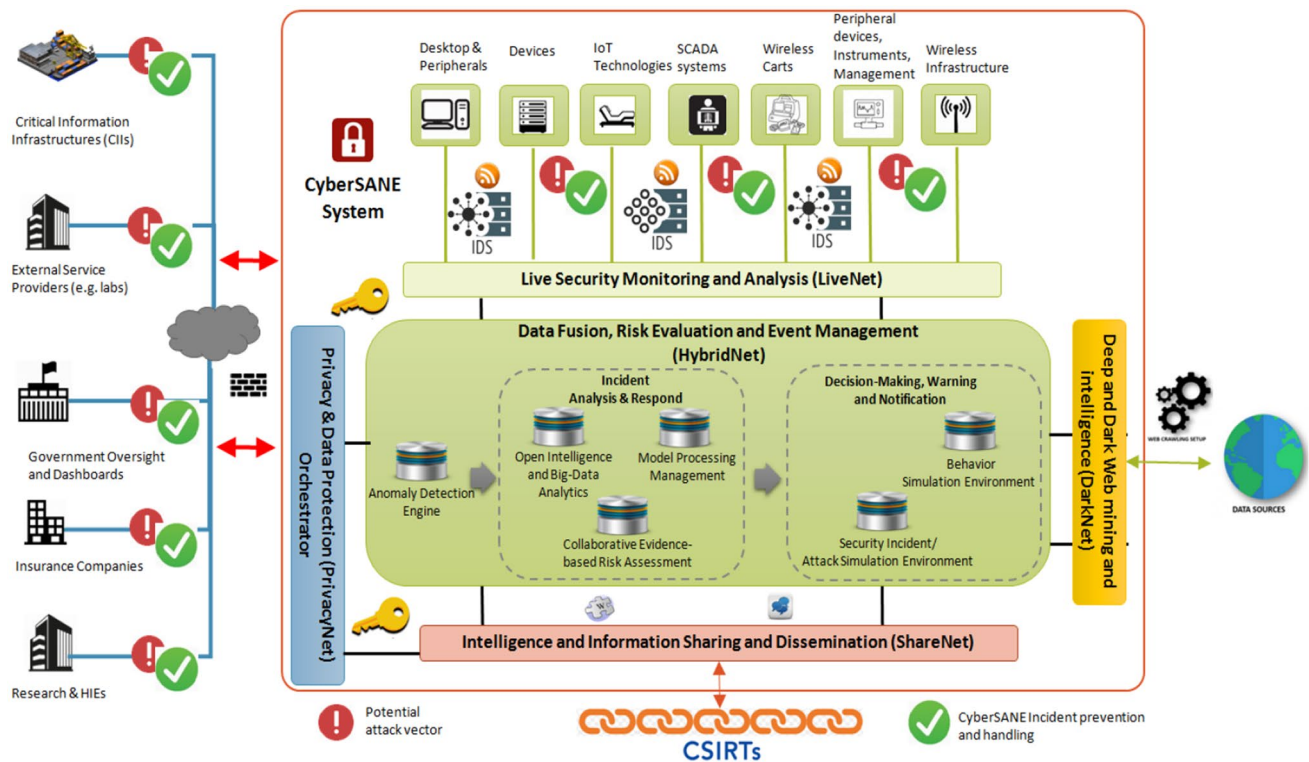 Critical Information
Infrastructures (CIIs)
External Service
Providers (e.g. labs)
Government Oversight
and Dashboards
Insurance Companies
Research & HIEs
CyberSANE
System
Desktop &
Peripherals
Devices
IoT
Technologies
SCADA
systems
Wireless
Carts
Peripheral
devices,
Instruments,
Management
Wireless
Infrastructure
IDS
IDS
IDS
Live Security Monitoring and Analysis (LiveNet)
Privacy & Data Protection (PrivacyNet)
Orchestrator
Data Fusion, Risk Evaluation and Event Management
(HybridNet)
Anomaly Detection
Engine
Incident
Analysis & Respond
Open Intelligence
and Big-Data
Analytics
Model Processing
Management
Collaborative Evidence-
based Risk Assessment
Decision-Making, Warning
and Notification
Behavior
Simulation Environment
Security Incident/
Attack Simulation Environment
Deep and Dark Web mining and
intelligence (DarkNet)
WEB CRAWLING SETUP
DATA SOURCES
W
Intelligence and Information Sharing and Dissemination (ShareNet)
Potential
attack vector
CSIRTs
CyberSANE Incident prevention
and handling